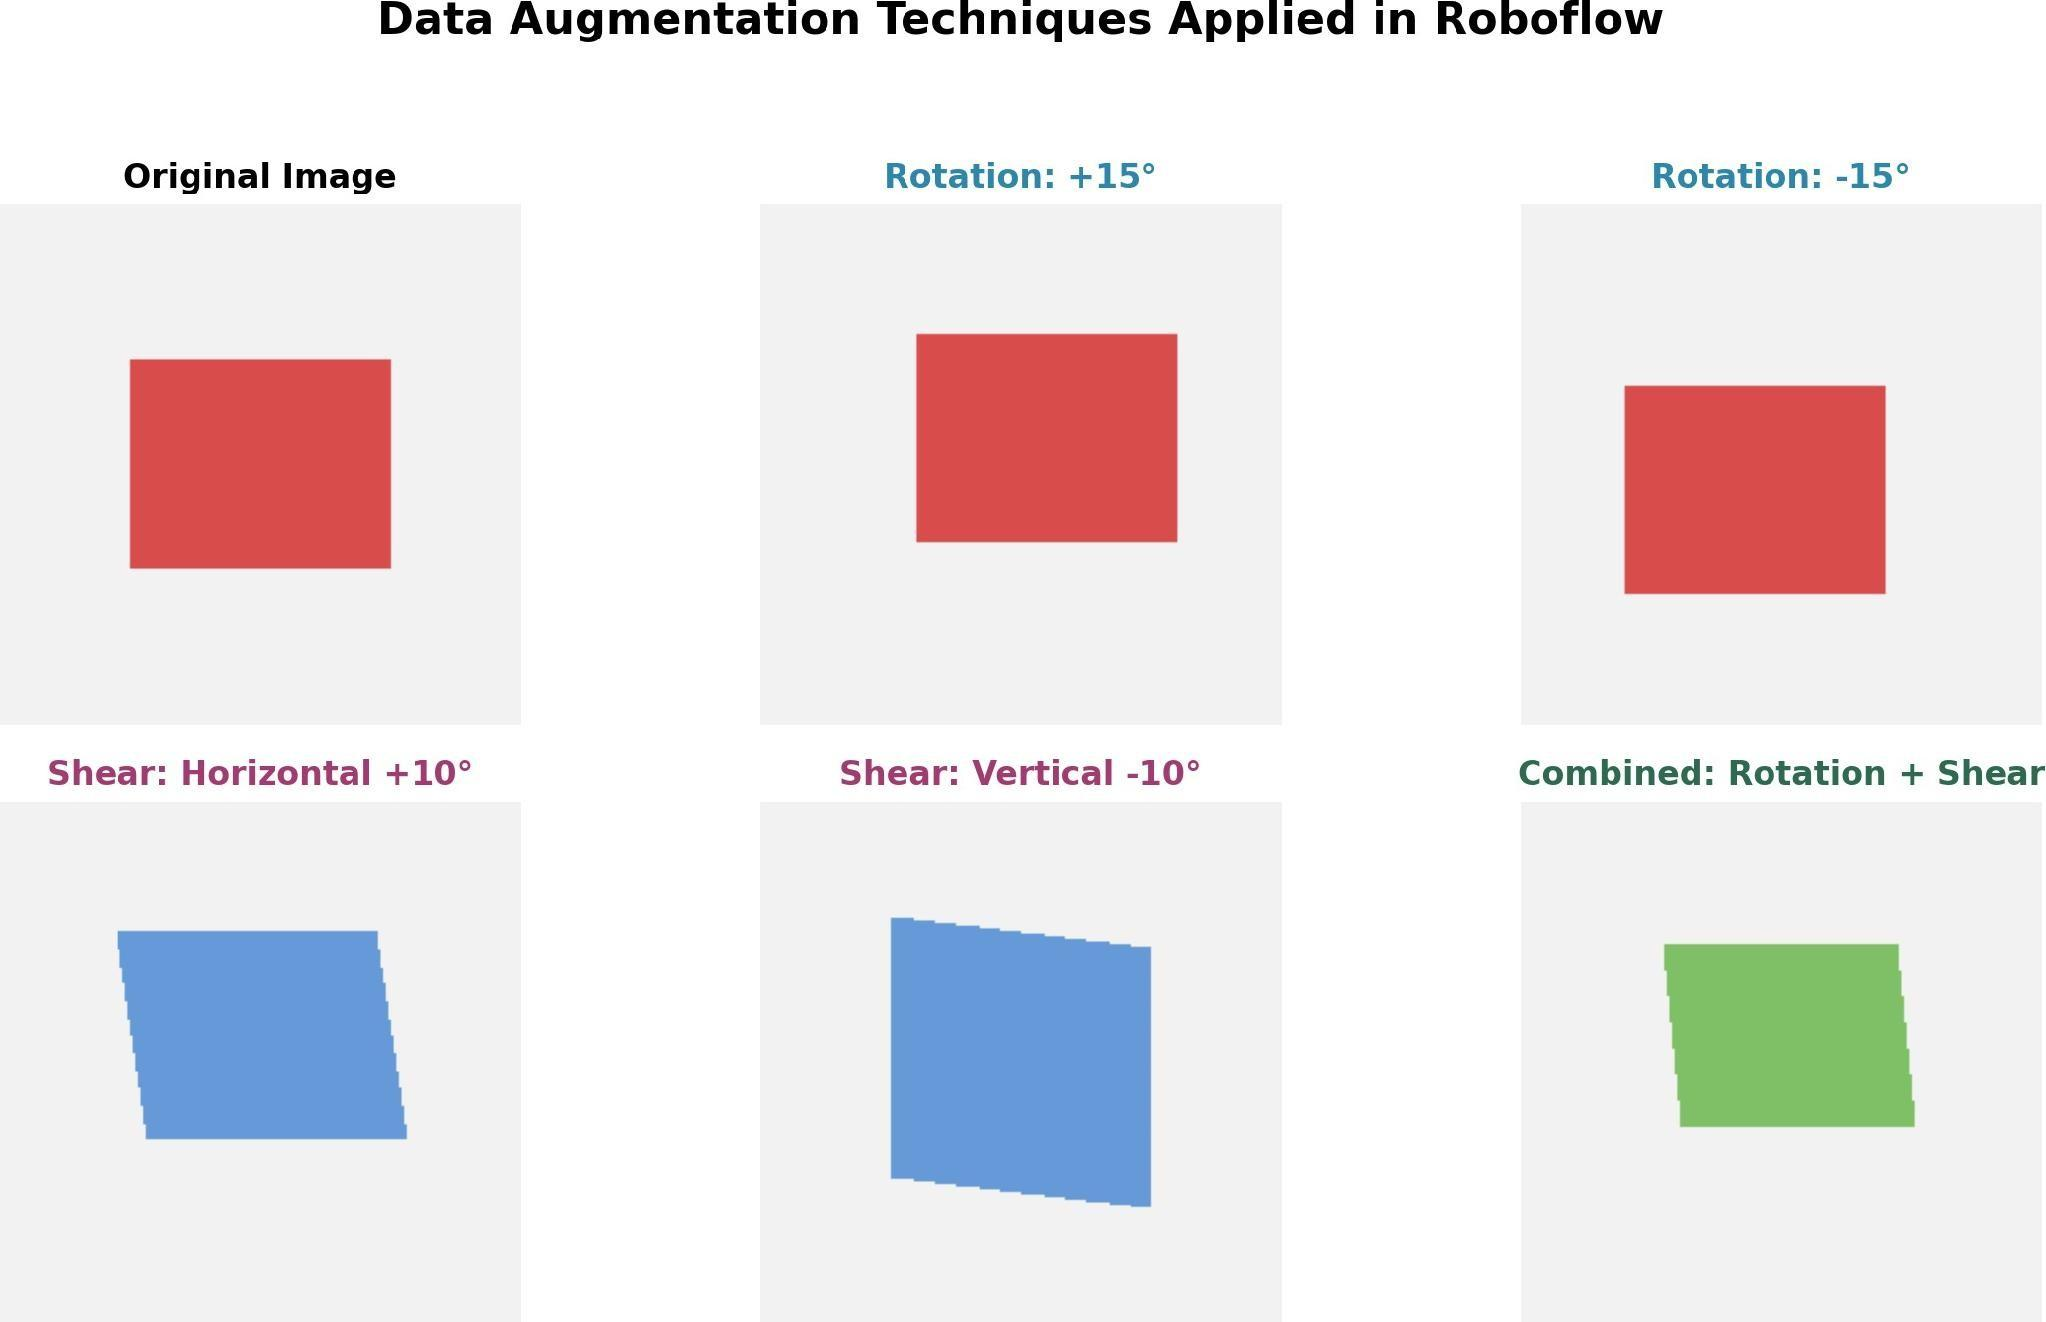 Data Augmentation Techniques Applied in Roboflow
Original Image
Rotation: +15°
Rotation: -15°
Shear: Horizontal +10°
Shear: Vertical -10°
Combined: Rotation + Shear